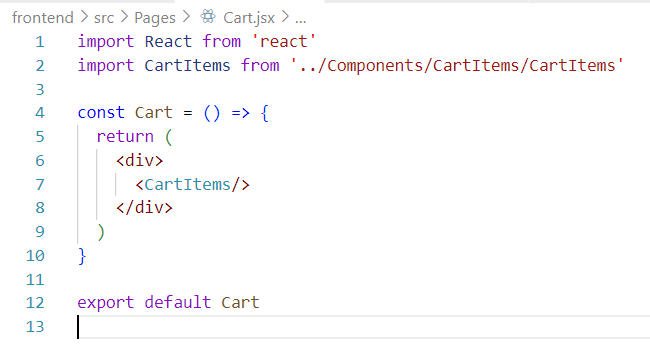 frontend > src > Pages > Cart.jsx > ...
1 import React from 'react'
2 import CartItems from '../Components/CartItems/CartItems'
3
4 const Cart = () => {
5 return (
6 <div>
7 <CartItems/>
8 </div>
9 )
10 }
11
12 export default Cart
13